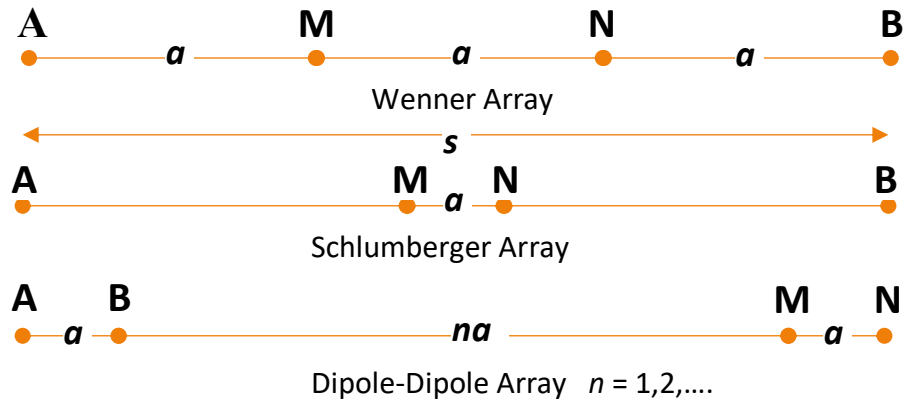 A M N B
a a a
Wenner Array
s
A M N B
a
Schlumberger Array
A B M N
a na a
Dipole-Dipole Array n = 1,2,....